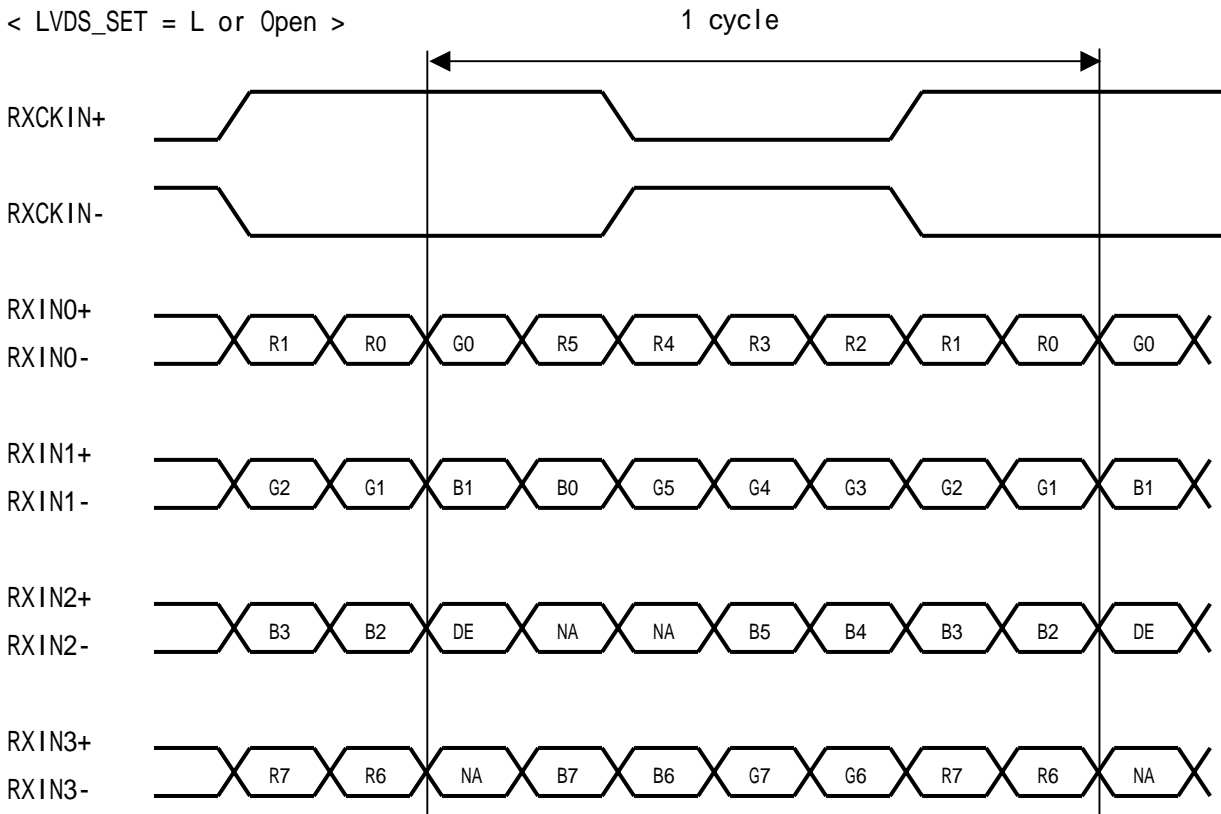 < LVDS_SET = L or Open >
1 cycle
RXCKIN+
RXCKIN-
RXIN0+
RXIN0-
R1 R0 G0 R5 R4 R3 R2 R1 R0 G0
RXIN1+
RXIN1-
G2 G1 B1 B0 G5 G4 G3 G2 G1 B1
RXIN2+
RXIN2-
B3 B2 DE NA NA B5 B4 B3 B2 DE
RXIN3+
RXIN3-
R7 R6 NA B7 B6 G7 G6 R7 R6 NA